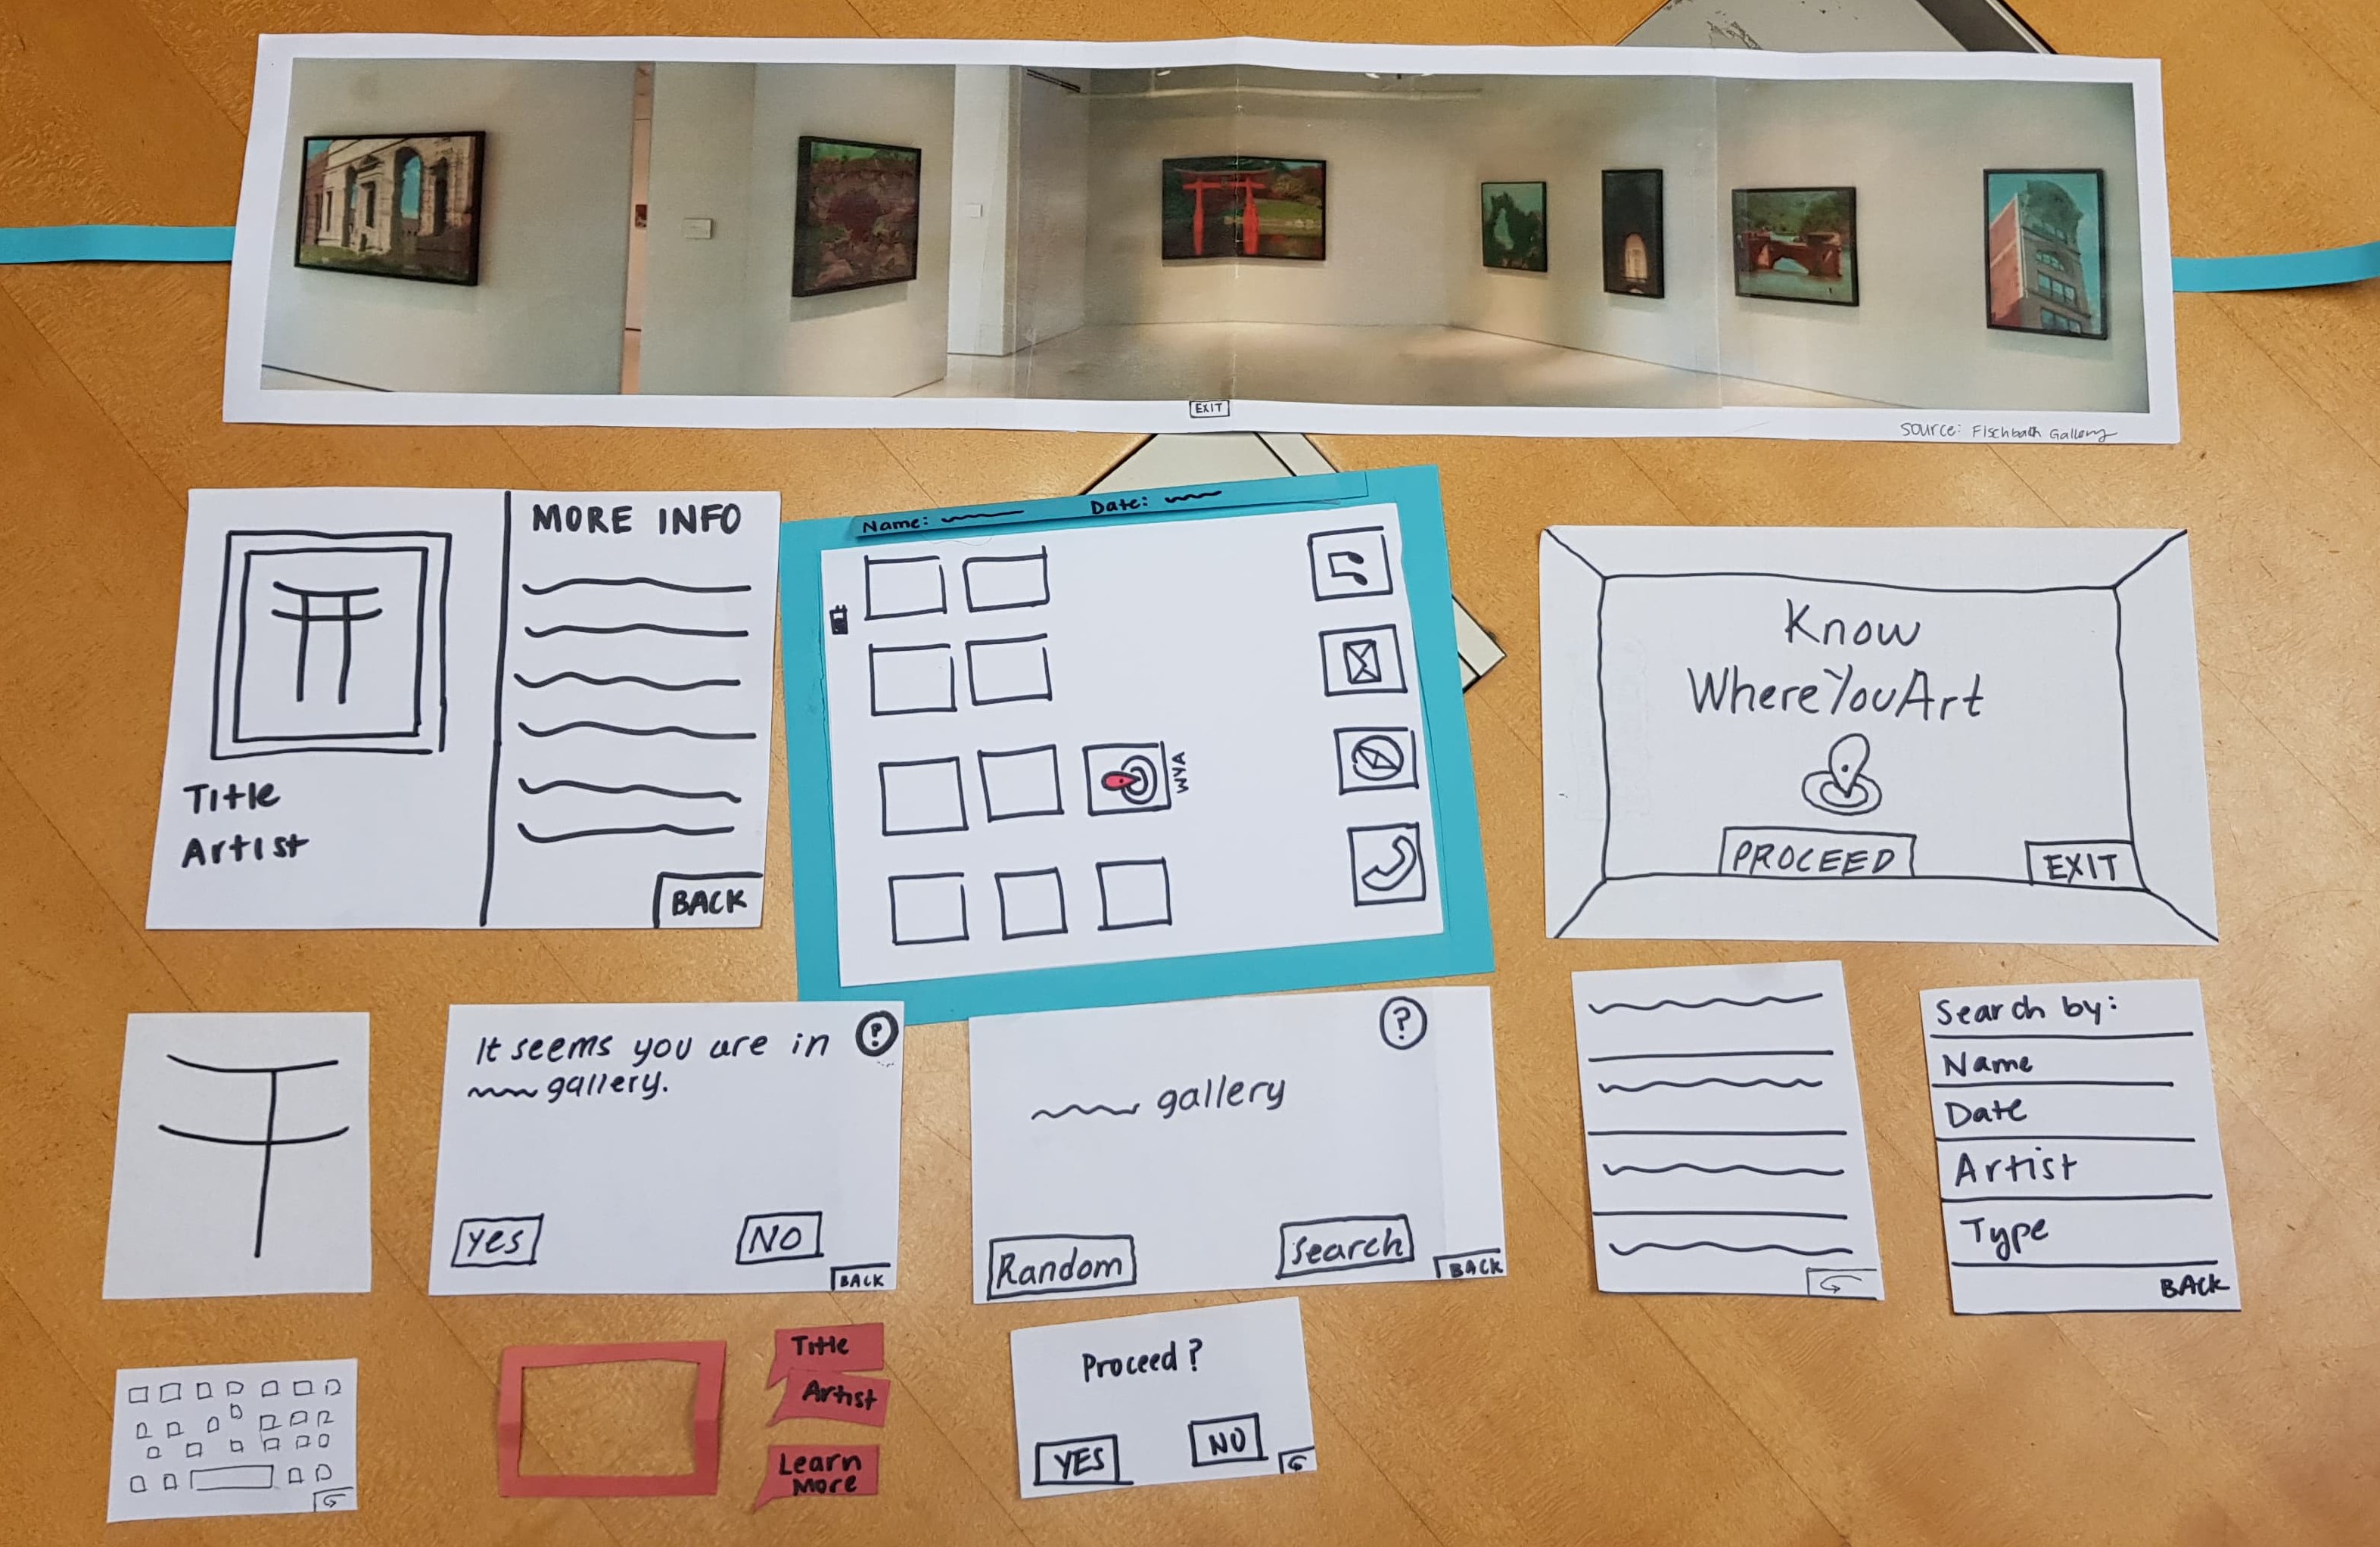 EXIT
Source: Fischbach Gallery
MORE INFO
Title
Artist
BACK
Name:
Date:
WYA
Know
WhereYouArt
PROCEED
EXIT
It seems you are in
gallery.
?
Yes
NO
BACK
?
gallery
Random
Search
BACK
Search by:
Name
Date
Artist
Type
BACK
Title
Artist
Learn
More
Proceed?
YES
NO